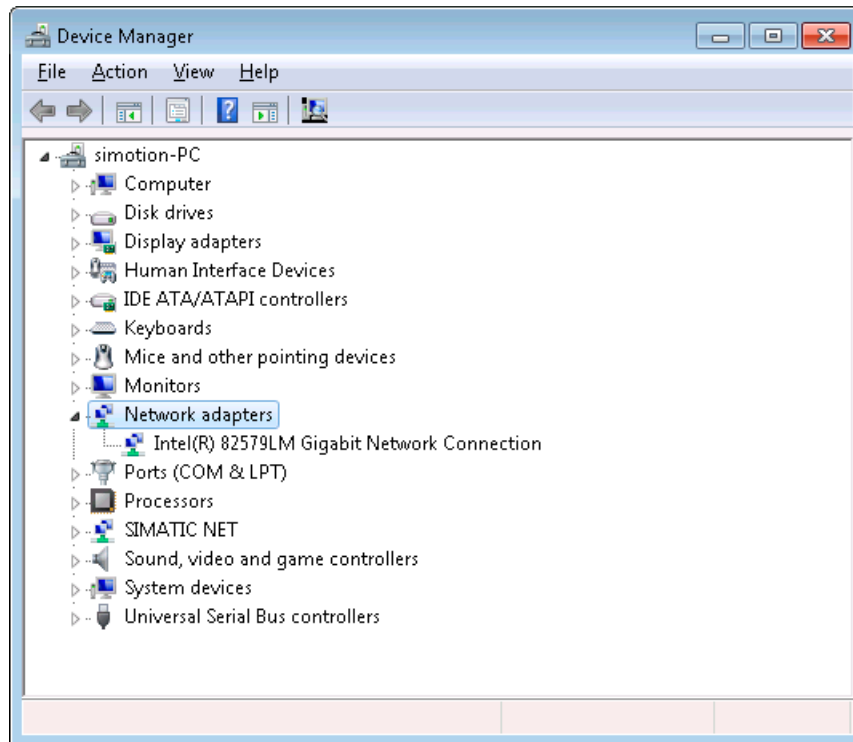 Device Manager
File Action View Help
simotion-PC
Computer
Disk drives
Display adapters
Human Interface Devices
IDE ATA/ATAPI controllers
Keyboards
Mice and other pointing devices
Monitors
Network adapters
Intel(R) 82579LM Gigabit Network Connection
Ports (COM & LPT)
Processors
SIMATIC NET
Sound, video and game controllers
System devices
Universal Serial Bus controllers